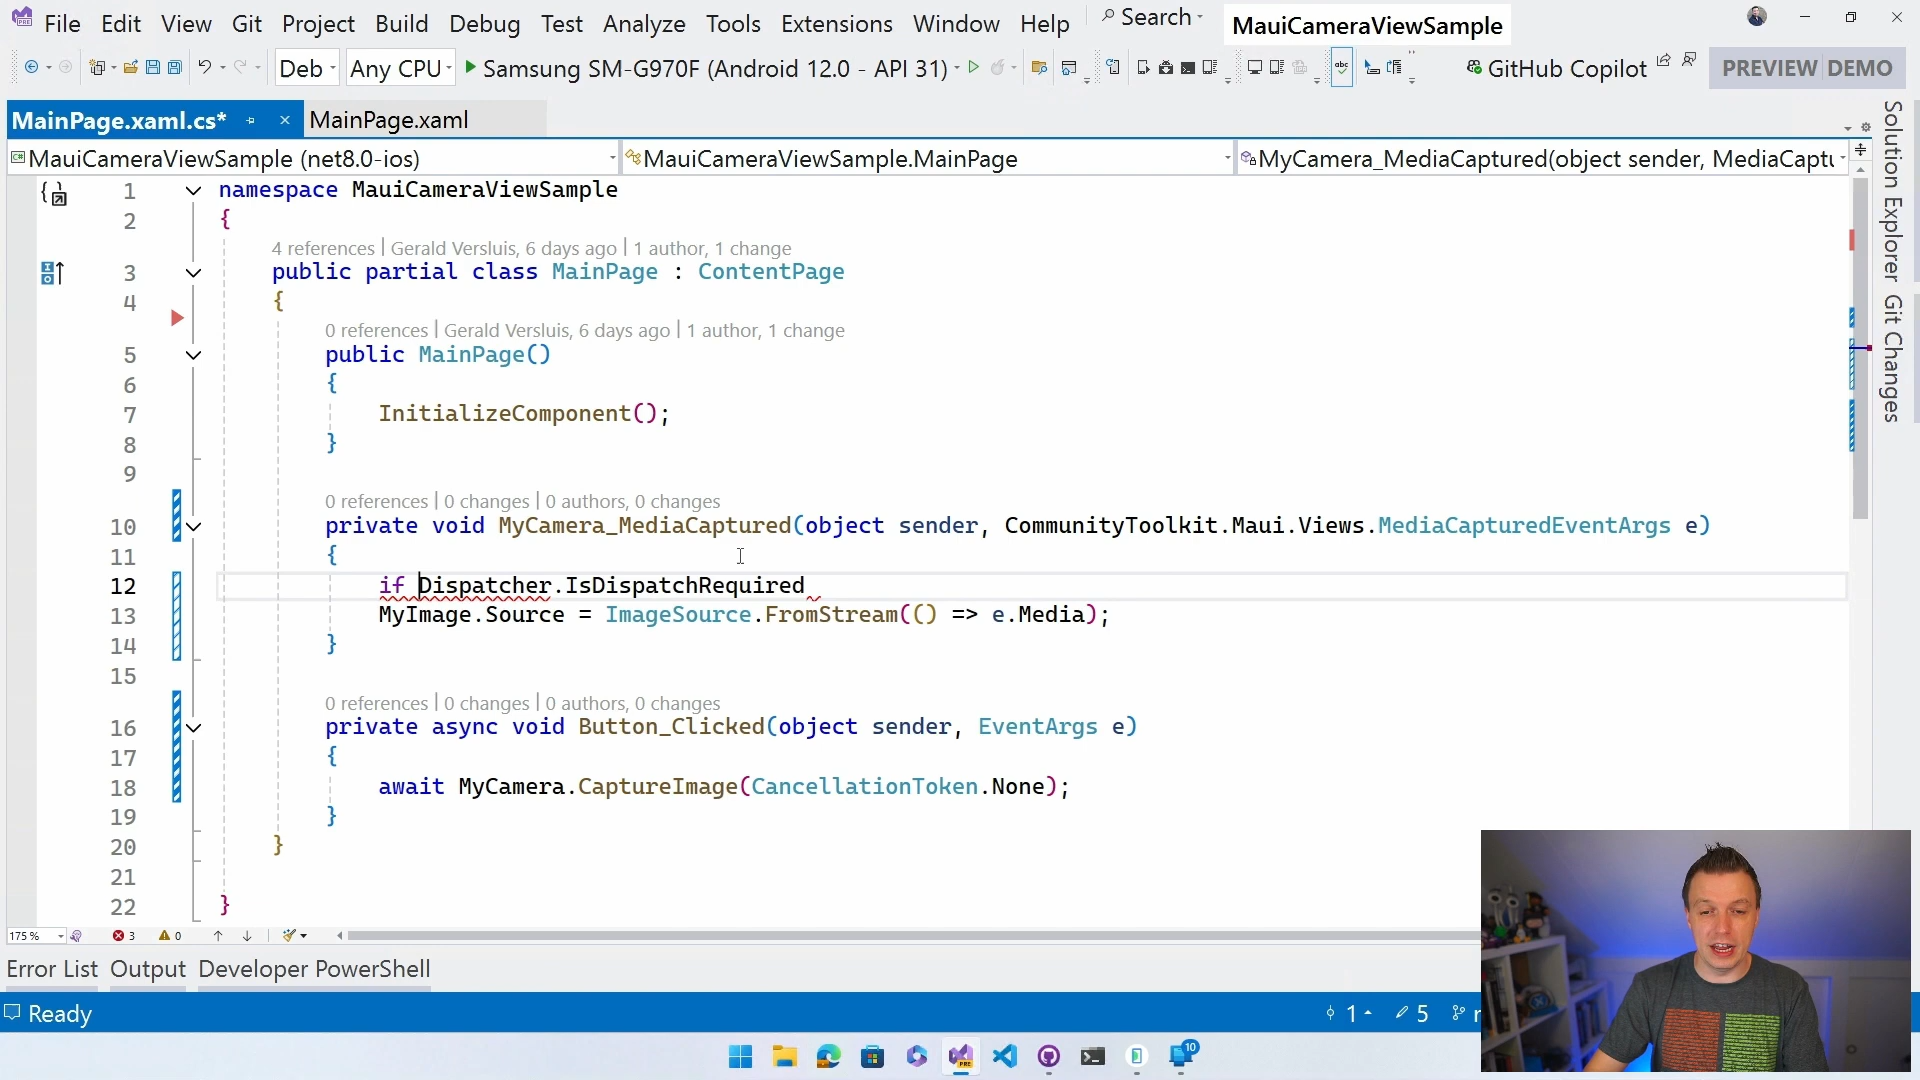 File Edit View Git Project Build Debug Test Analyze Tools Extensions Window Help Search MauiCameraViewSample
Deb Any CPU Samsung SM-G970F (Android 12.0 - API 31) GitHub Copilot PREVIEW DEMO
MainPage.xaml.cs* MainPage.xaml
MauiCameraViewSample (net8.0-ios) MauiCameraViewSample.MainPage MyCamera_MediaCaptured(object sender, MediaCaptu
1 namespace MauiCameraViewSample
2 {
4 references | Gerald Versluis, 6 days ago | 1 author, 1 change
3 public partial class MainPage : ContentPage
4 {
0 references | Gerald Versluis, 6 days ago | 1 author, 1 change
5 public MainPage()
6 {
7 InitializeComponent();
8 }
9
0 references | 0 changes | 0 authors, 0 changes
10 private void MyCamera_MediaCaptured(object sender, CommunityToolkit.Maui.Views.MediaCapturedEventArgs e)
11 {
12 if Dispatcher.IsDispatchRequired
13 MyImage.Source = ImageSource.FromStream(() => e.Media);
14 }
15
0 references | 0 changes | 0 authors, 0 changes
16 private async void Button_Clicked(object sender, EventArgs e)
17 {
18 await MyCamera.CaptureImage(CancellationToken.None);
19 }
20 }
21
22 }
Solution Explorer
Git Changes
175 % 3 0
Error List Output Developer PowerShell
Ready 1 5
10